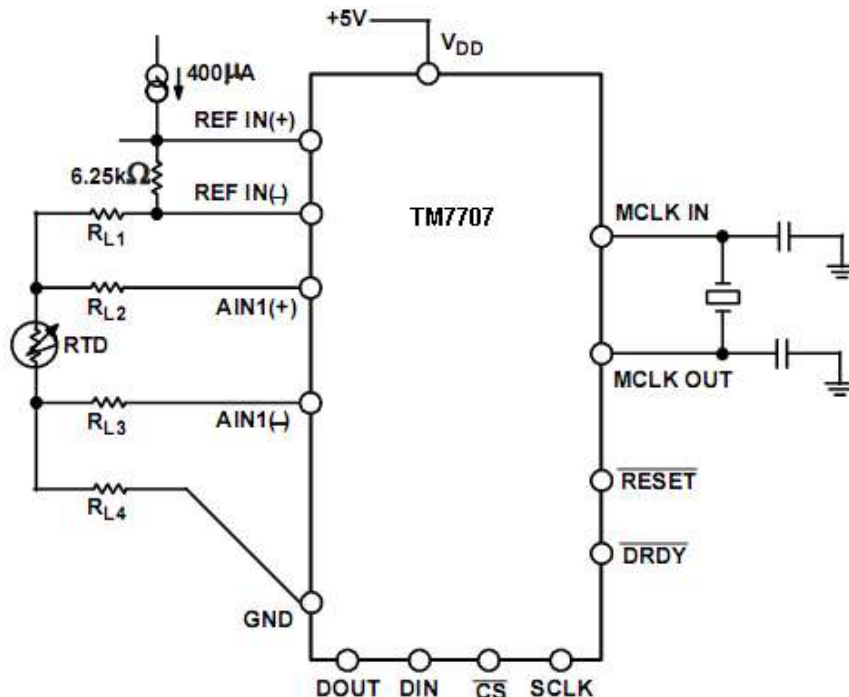 +5V
VDD
400μA
REF IN(+)
6.25kΩ
REF IN(-)
RL1
TM7707
MCLK IN
RL2
AIN1(+)
RTD
MCLK OUT
RL3
AIN1(-)
RESET
RL4
DRDY
GND
DOUT DIN CS SCLK